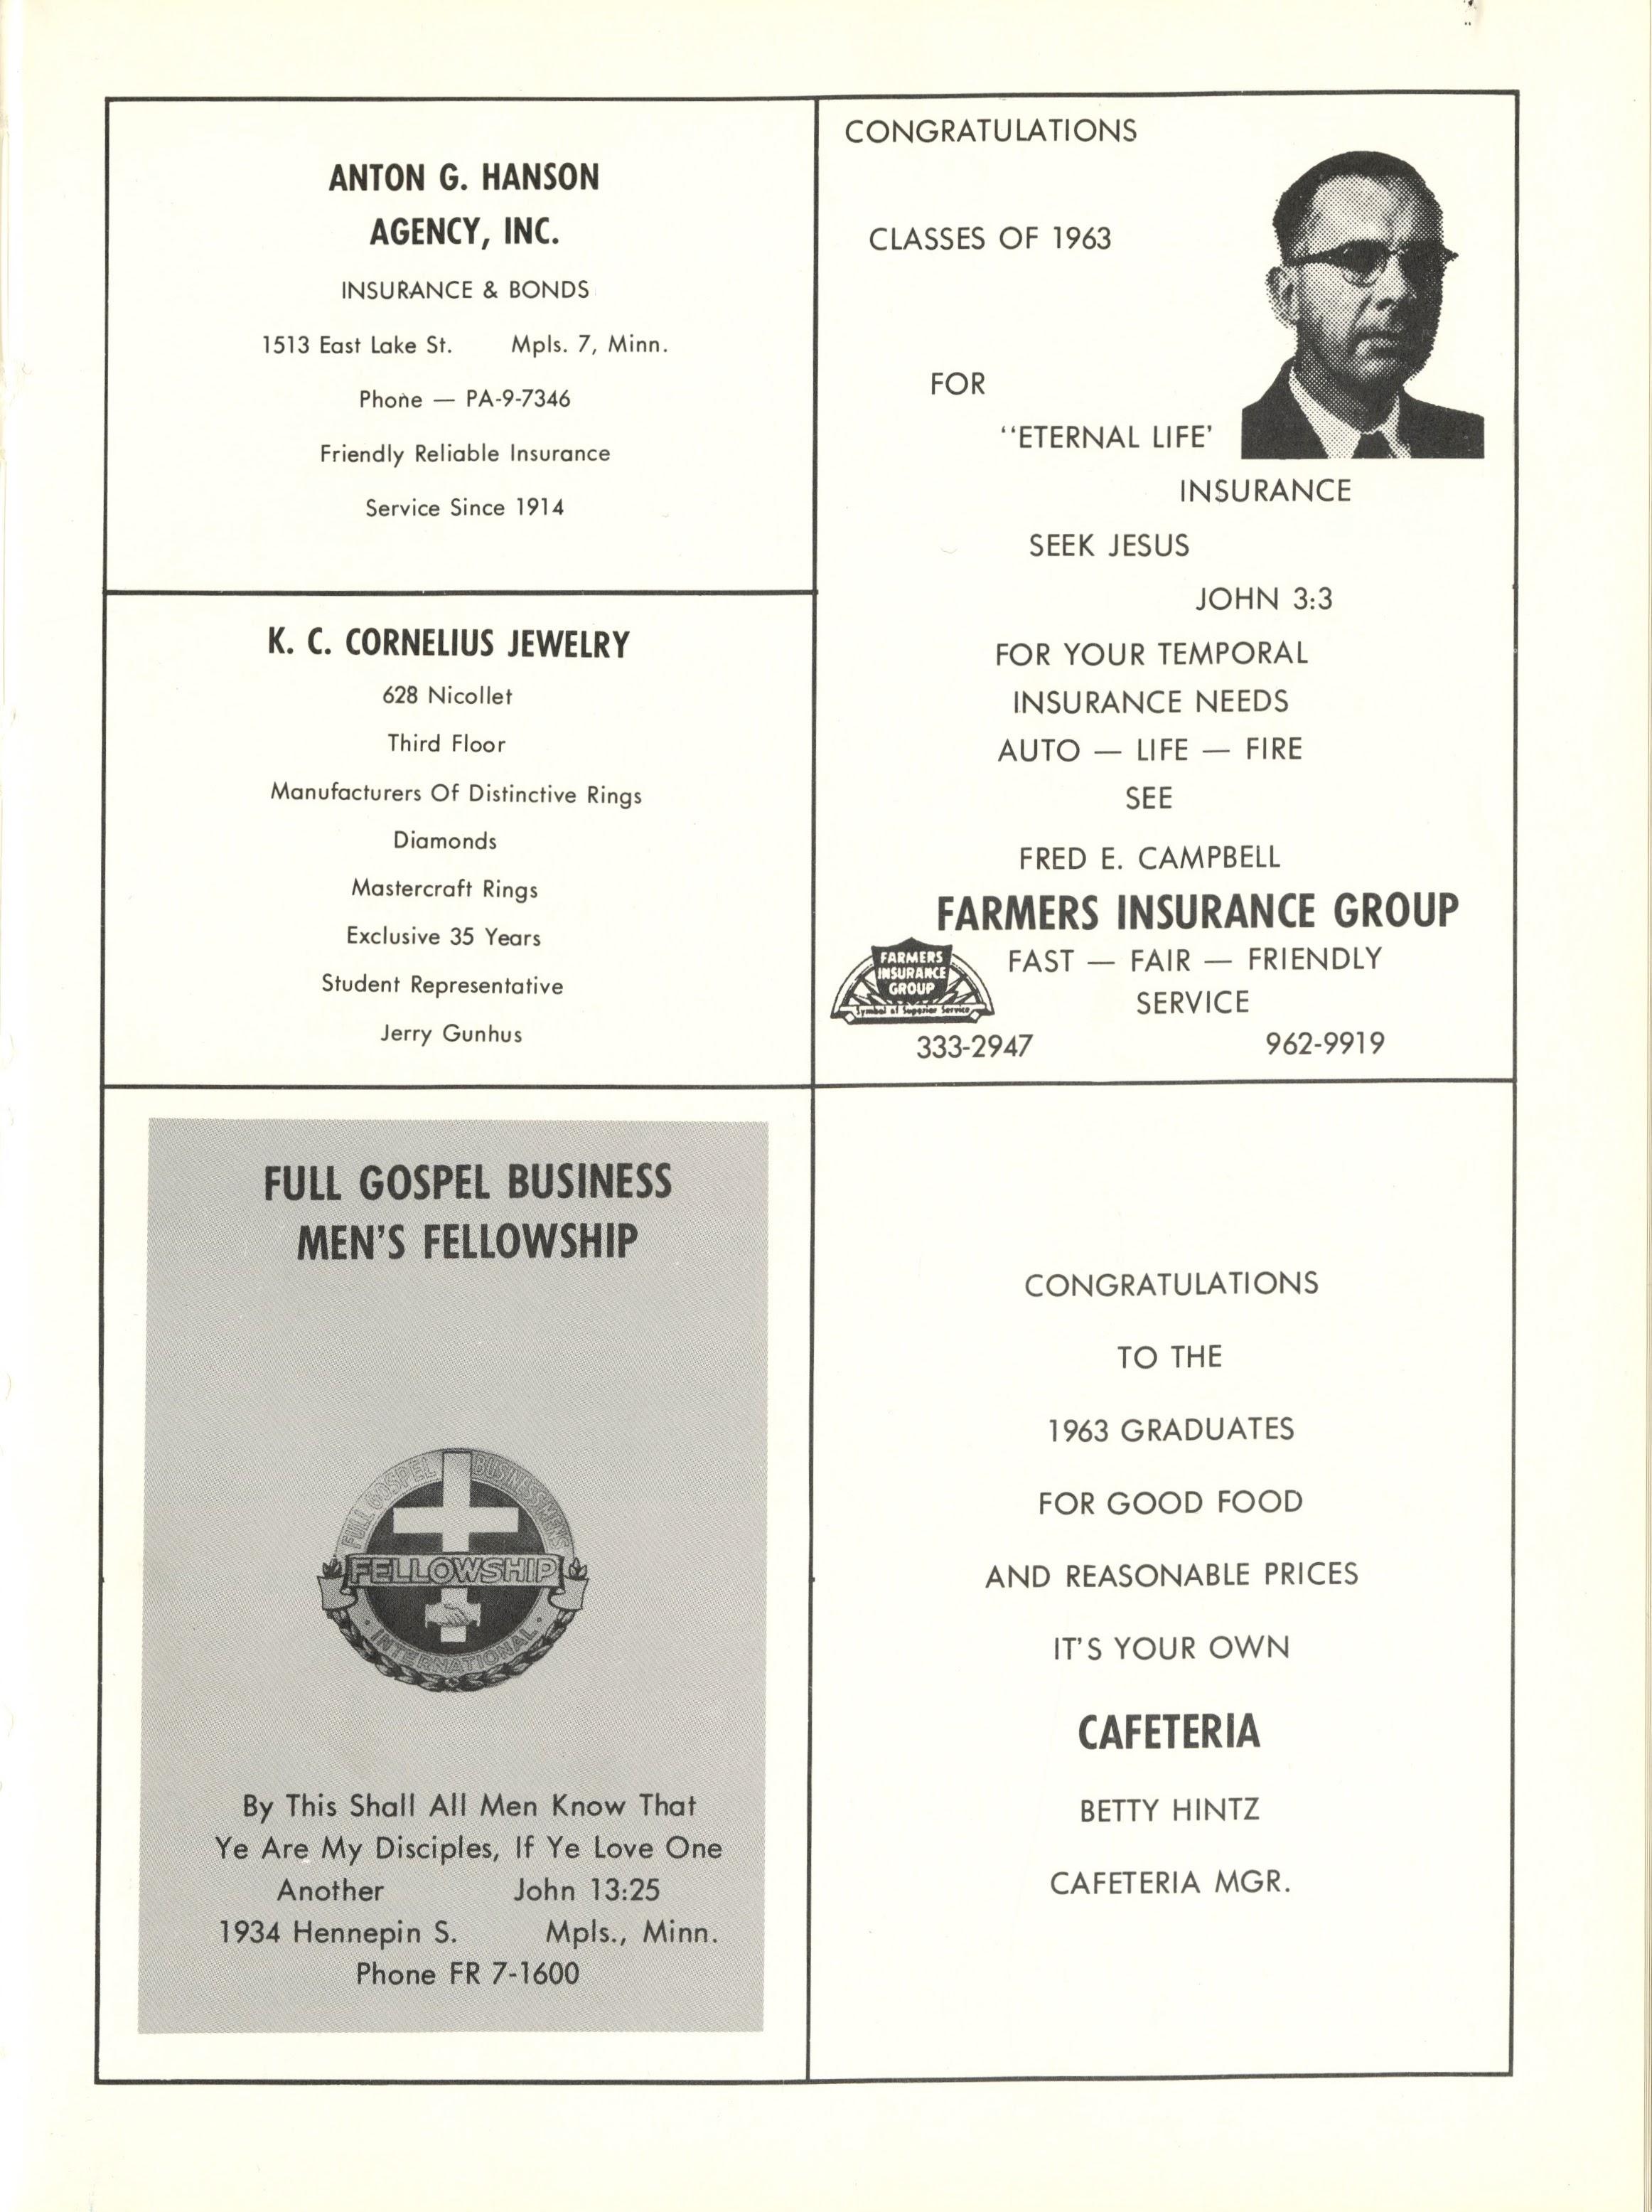 ANTON G. HANSON
AGENCY, INC.
INSURANCE & BONDS
1513 East Lake St. Mpls. 7, Minn.
Phone — PA-9-7346
Friendly Reliable Insurance
Service Since 1914
K. C. CORNELIUS JEWELRY
628 Nicollet
Third Floor
Manufacturers Of Distinctive Rings
Diamonds
Mastercraft Rings
Exclusive 35 Years
Student Representative
Jerry Gunhus
CONGRATULATIONS
CLASSES OF 1963
FOR
''ETERNAL LIFE'
INSURANCE
SEEK JESUS
JOHN 3:3
FOR YOUR TEMPORAL
INSURANCE NEEDS
AUTO — LIFE — FIRE
SEE
FRED E. CAMPBELL
FARMERS INSURANCE GROUP
FARMERS
INSURANCE
GROUP
Symbol of Superior Service
FAST — FAIR — FRIENDLY
SERVICE
333-2947 962-9919
FULL GOSPEL BUSINESS
MEN'S FELLOWSHIP
FULL GOSPEL BUSINESS MEN'S
FELLOWSHIP
INTERNATIONAL
By This Shall All Men Know That
Ye Are My Disciples, If Ye Love One
Another John 13:25
1934 Hennepin S. Mpls., Minn.
Phone FR 7-1600
CONGRATULATIONS
TO THE
1963 GRADUATES
FOR GOOD FOOD
AND REASONABLE PRICES
IT'S YOUR OWN
CAFETERIA
BETTY HINTZ
CAFETERIA MGR.